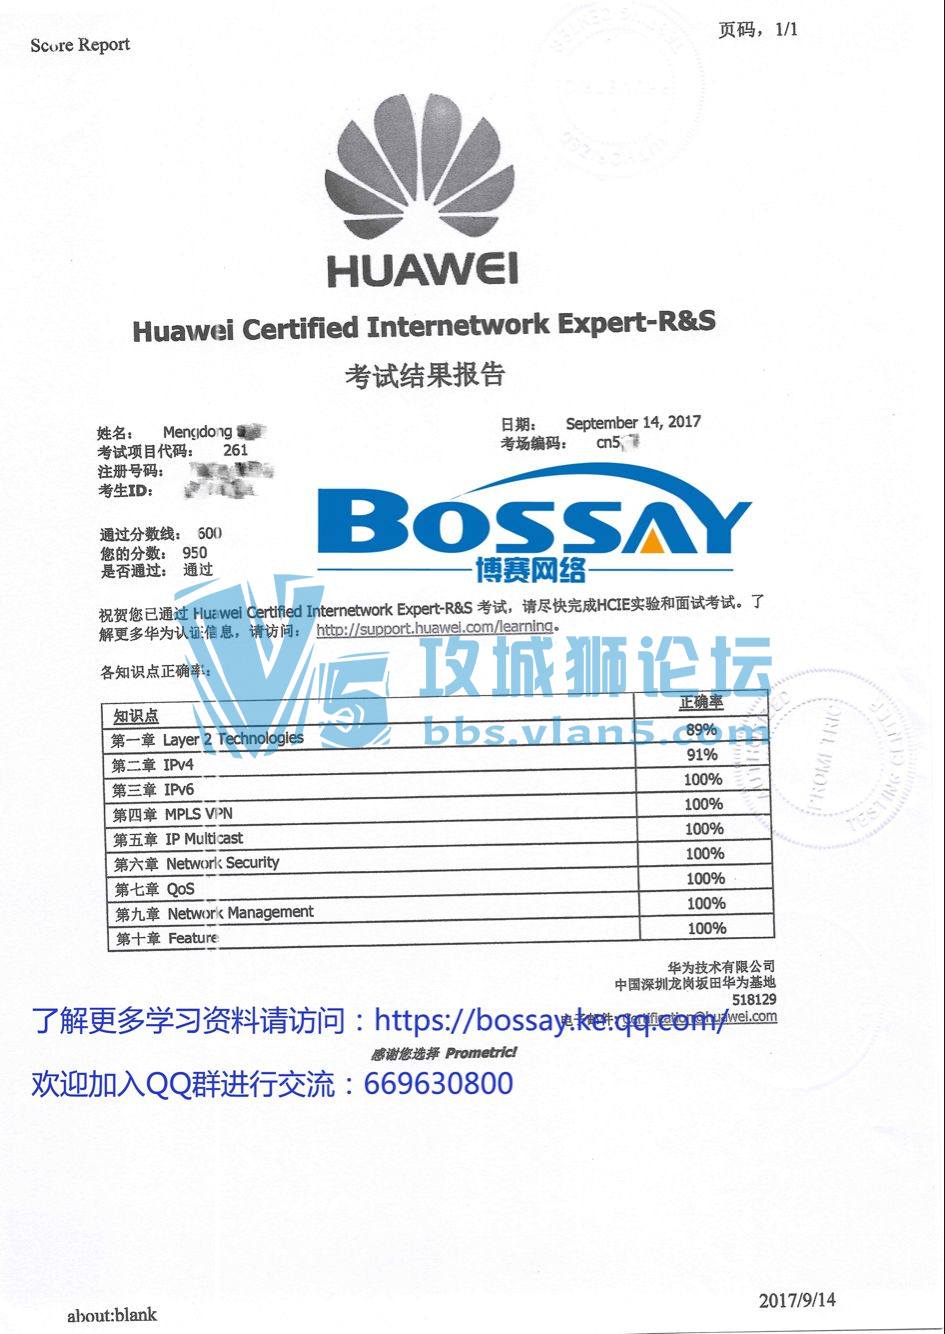 Score Report
页码，1/1
HUAWEI
Huawei Certified Internetwork Expert-R&S
考试结果报告
姓名： Mengdong
日期： September 14, 2017
考试项目代码： 261
考场编码： cn5
注册号码：
考生ID：
BOSSAY
博赛网络
通过分数线： 600
您的分数： 950
是否通过： 通过
祝贺您已通过 Huawei Certified Internetwork Expert-R&S 考试，请尽快完成HCIE实验和面试考试。了
解更多华为认证信息，请访问： http://support.huawei.com/learning。
V5 攻城狮论坛
bbs.vlan5.com
各知识点正确率：
知识点 正确率
第一章 Layer 2 Technologies 89%
第二章 IPv4 91%
第三章 IPv6 100%
第四章 MPLS VPN 100%
第五章 IP Multicast 100%
第六章 Network Security 100%
第七章 QoS 100%
第九章 Network Management 100%
第十章 Feature 100%
PROMETRIC
AUTHORIZED
TESTING CENTER
华为技术有限公司
中国深圳龙岗坂田华为基地
518129
电子邮件: Certification@huawei.com
了解更多学习资料请访问：https://bossay.ke.qq.com/
感谢您选择 Prometric!
欢迎加入QQ群进行交流：669630800
about:blank
2017/9/14